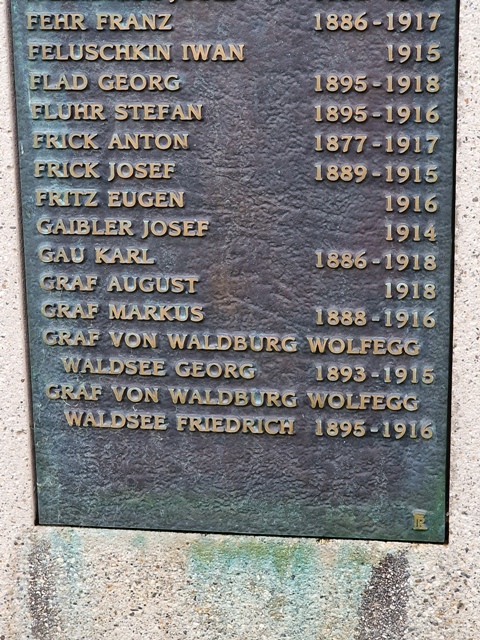 FEHR FRANZ 1886-1917
FELUSCHKIN IWAN 1915
FLAD GEORG 1895-1918
FLUHR STEFAN 1895-1916
FRICK ANTON 1877-1917
FRICK JOSEF 1889-1915
FRITZ EUGEN 1916
GAIBLER JOSEF 1914
GAU KARL 1886-1918
GRAF AUGUST 1918
GRAF MARKUS 1888-1916
GRAF VON WALDBURG WOLFEGG
WALDSEE GEORG 1893-1915
GRAF VON WALDBURG WOLFEGG
WALDSEE FRIEDRICH 1895-1916